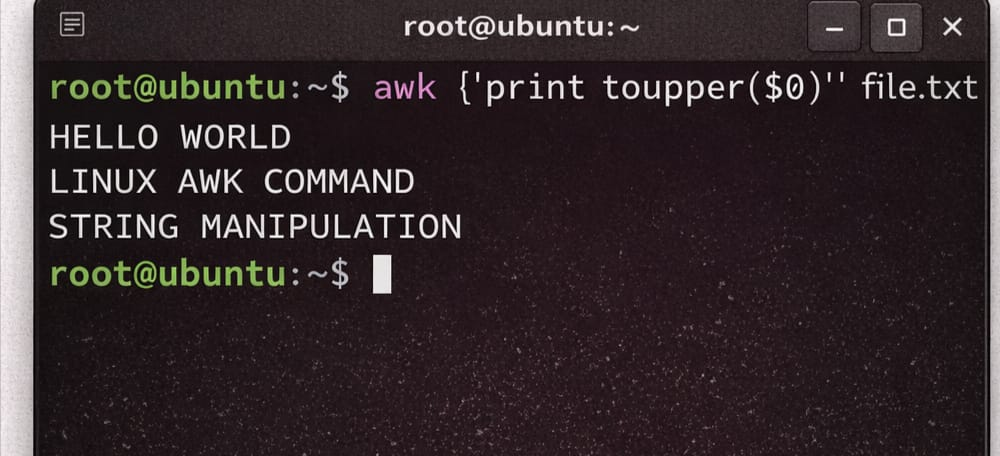 root@ubuntu:~
root@ubuntu:~$ awk {'print toupper($0)'' file.txt
HELLO WORLD
LINUX AWK COMMAND
STRING MANIPULATION
root@ubuntu:~$